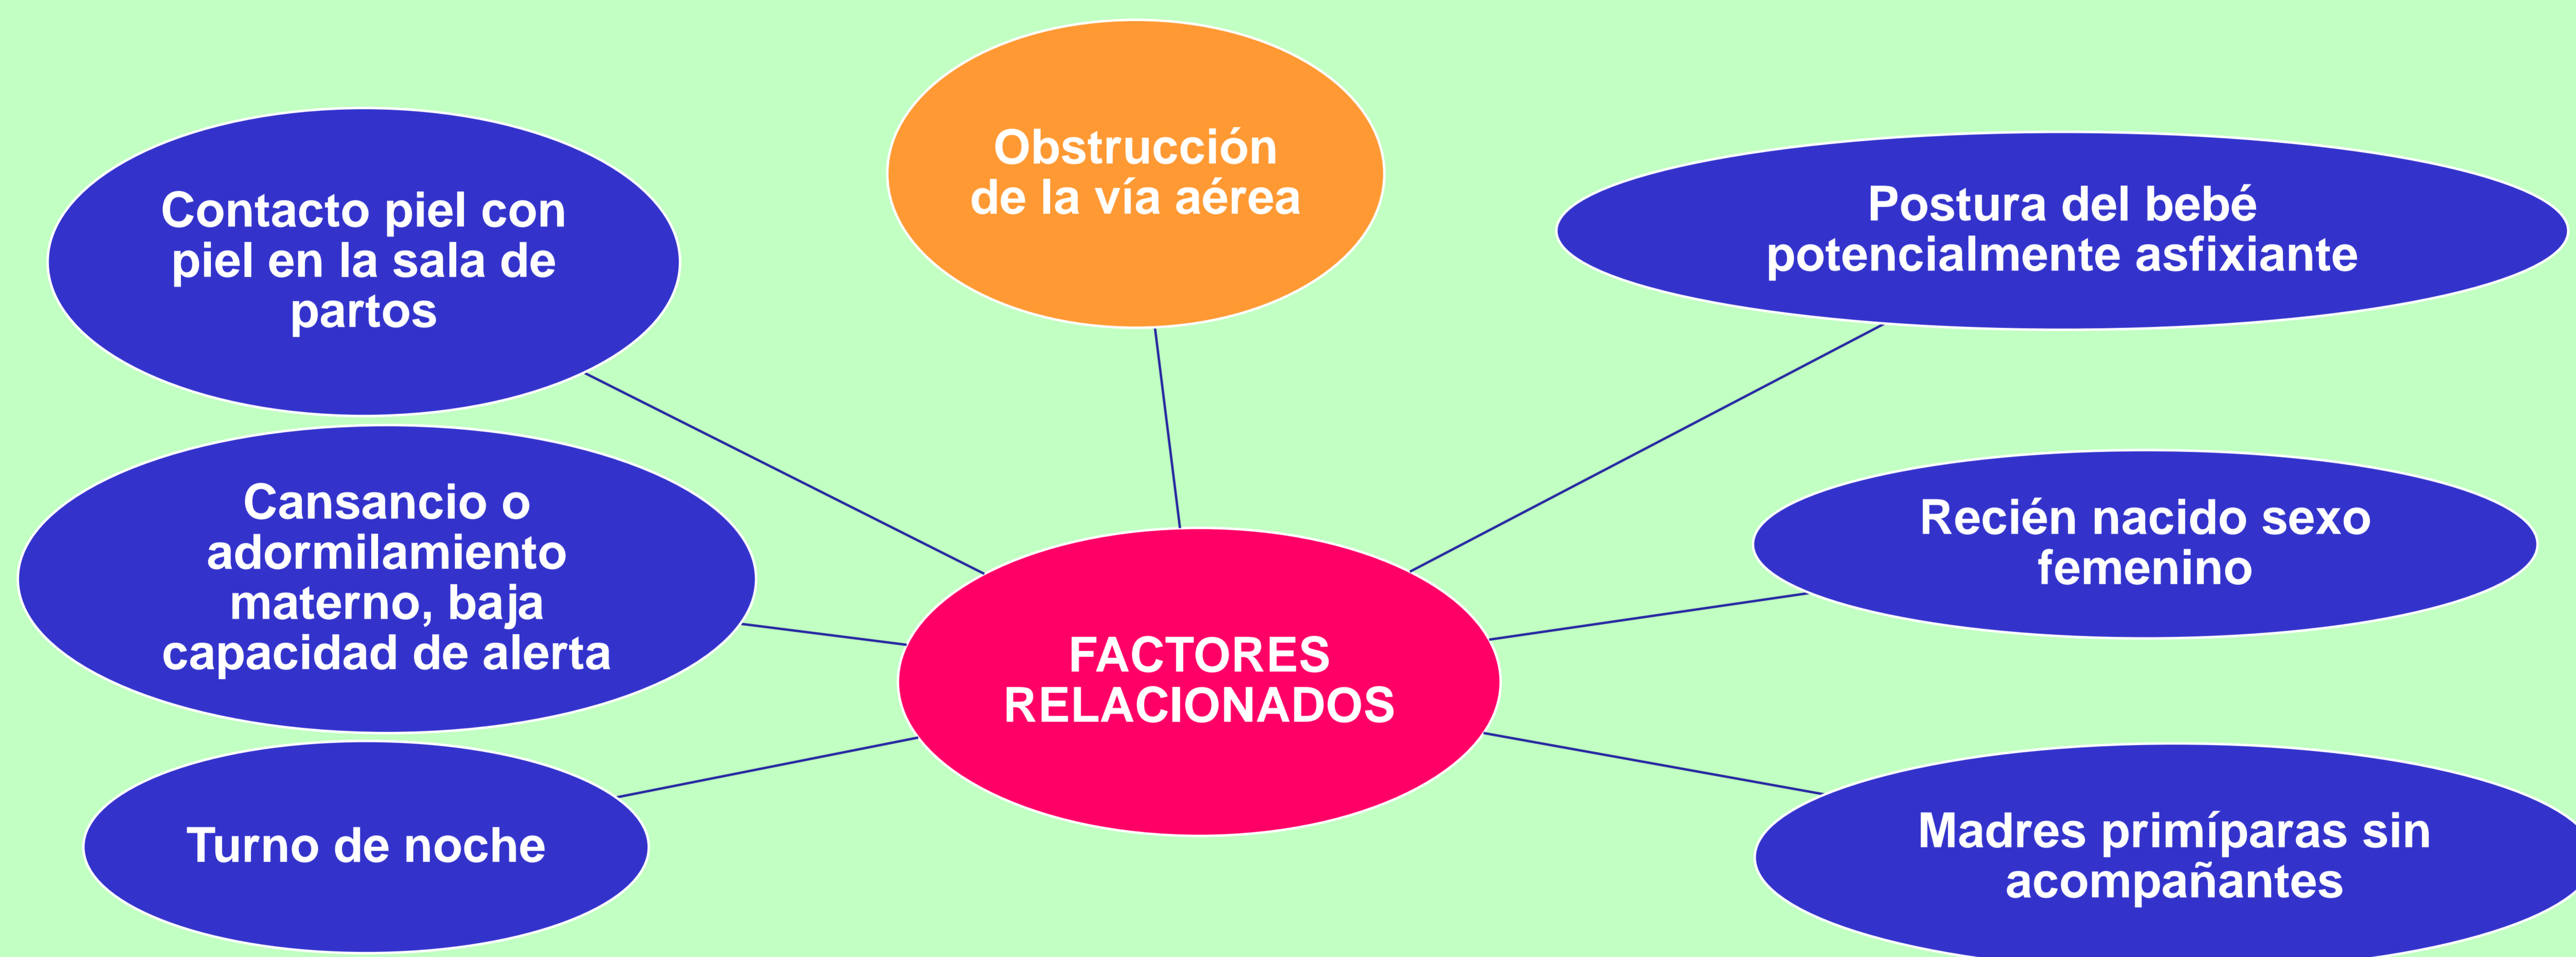 Obstrucción
de la vía aérea
Contacto piel con
piel en la sala de
partos
Postura del bebé
potencialmente asfixiante
Cansancio o
adormilamiento
materno, baja
capacidad de alerta
Recién nacido sexo
femenino
FACTORES
RELACIONADOS
Turno de noche
Madres primíparas sin
acompañantes